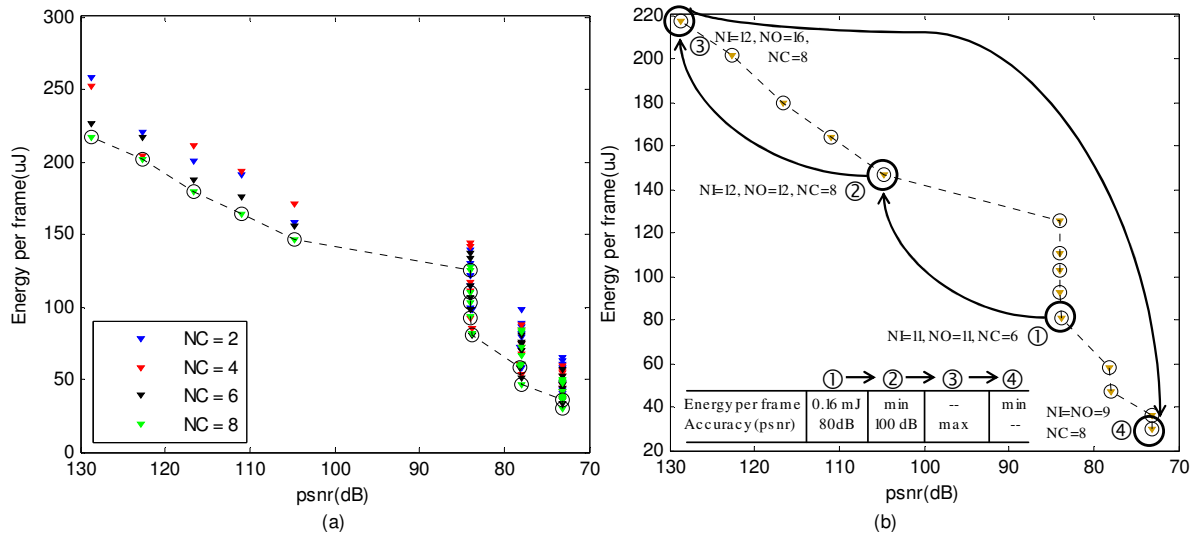 300
250
200
150
100
50
0
130 120 110 100 90 80 70
Energy per frame(uJ)
psnr(dB)
NC = 2
NC = 4
NC = 6
NC = 8
(a)
220
200
180
160
140
120
100
80
60
40
20
130 120 110 100 90 80 70
Energy per frame(uJ)
psnr(dB)
③ NI=12, NO=16,
NC=8
②
NI=12, NO=12, NC=8
①
NI=11, NO=11, NC=6
① ② ③ ④
Energy per frame 0.16 mJ min -- min
Accuracy (psnr) 80dB 100 dB max --
NI=NO=9
NC=8 ④
(b)